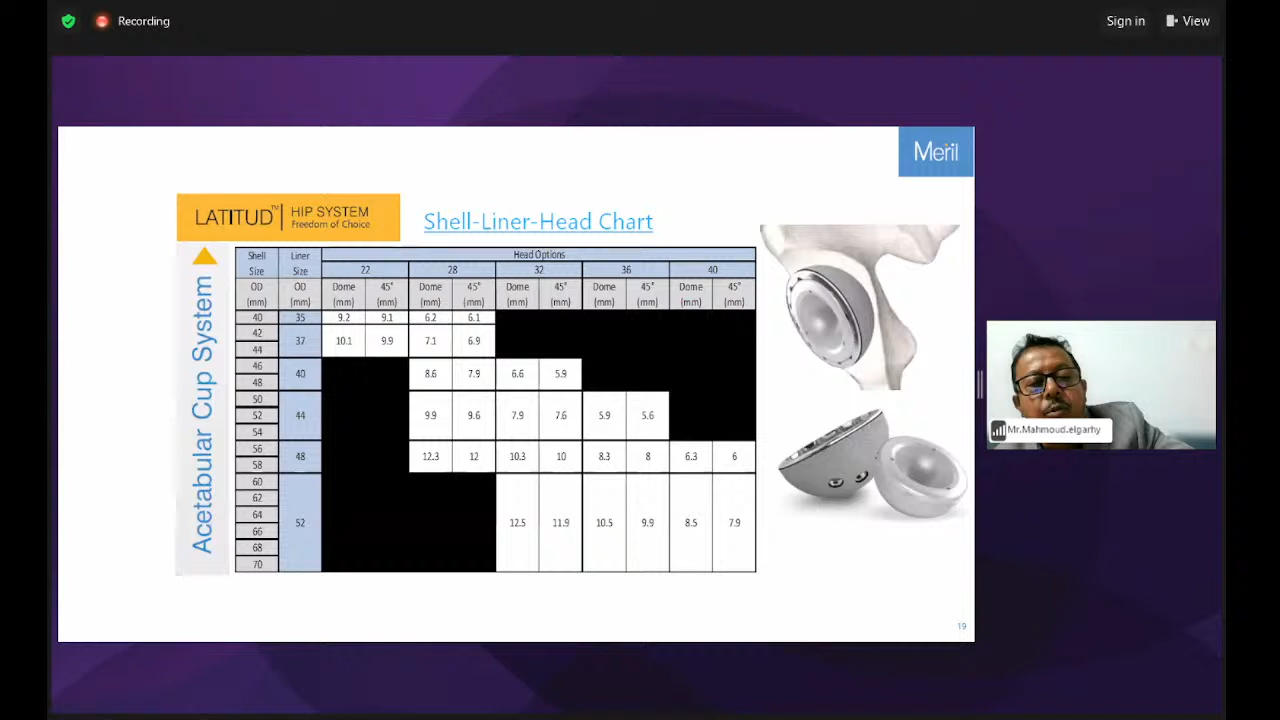 Recording
Sign in
View
Meril
LATITUD™ HIP SYSTEM
Freedom of Choice
Shell-Liner-Head Chart
Acetabular Cup System
Shell Liner Head Options
Size Size 22 28 32 36 40
OD OD Dome 45° Dome 45° Dome 45° Dome 45° Dome 45°
(mm) (mm) (mm) (mm) (mm) (mm) (mm) (mm) (mm) (mm) (mm) (mm)
40 35 9.2 9.1 6.2 6.1
42
37 10.1 9.9 7.1 6.9
44
46
40 8.6 7.9 6.6 5.9
48
50
52 44 9.9 9.6 7.9 7.6 5.9 5.6
54
56
48 12.3 12 10.3 10 8.3 8 6.3 6
58
60
62
64
52 12.5 11.9 10.5 9.9 8.5 7.9
66
68
70
Mr.Mahmoud.elgarhy
19